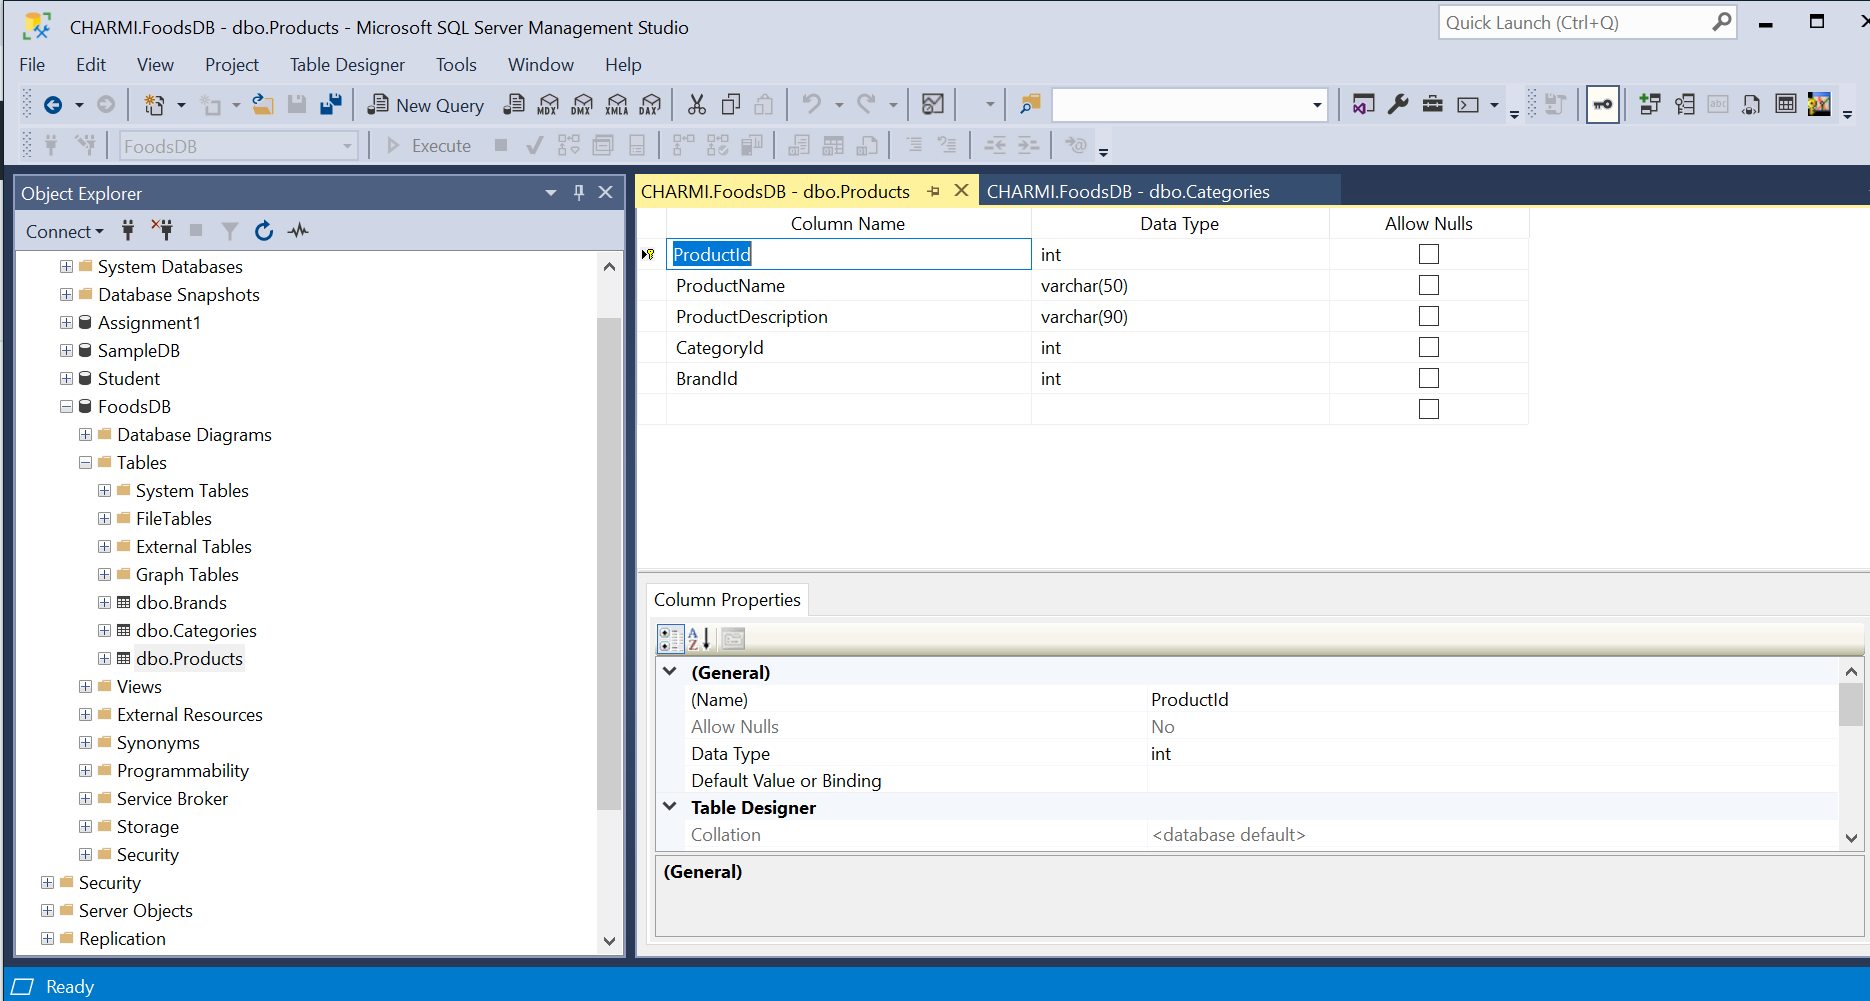 CHARMI.FoodsDB - dbo.Products - Microsoft SQL Server Management Studio
Quick Launch (Ctrl+Q)
File Edit View Project Table Designer Tools Window Help
New Query MDX DMX XMLA DAX
abc
FoodsDB Execute
Object Explorer
Connect
System Databases
Database Snapshots
Assignment1
SampleDB
Student
FoodsDB
Database Diagrams
Tables
System Tables
FileTables
External Tables
Graph Tables
dbo.Brands
dbo.Categories
dbo.Products
Views
External Resources
Synonyms
Programmability
Service Broker
Storage
Security
Security
Server Objects
Replication
CHARMI.FoodsDB - dbo.Products
CHARMI.FoodsDB - dbo.Categories
Column Name Data Type Allow Nulls
ProductId int
ProductName varchar(50)
ProductDescription varchar(90)
CategoryId int
BrandId int
Column Properties
A
Z
(General)
(Name) ProductId
Allow Nulls No
Data Type int
Default Value or Binding
Table Designer
Collation <database default>
(General)
Ready